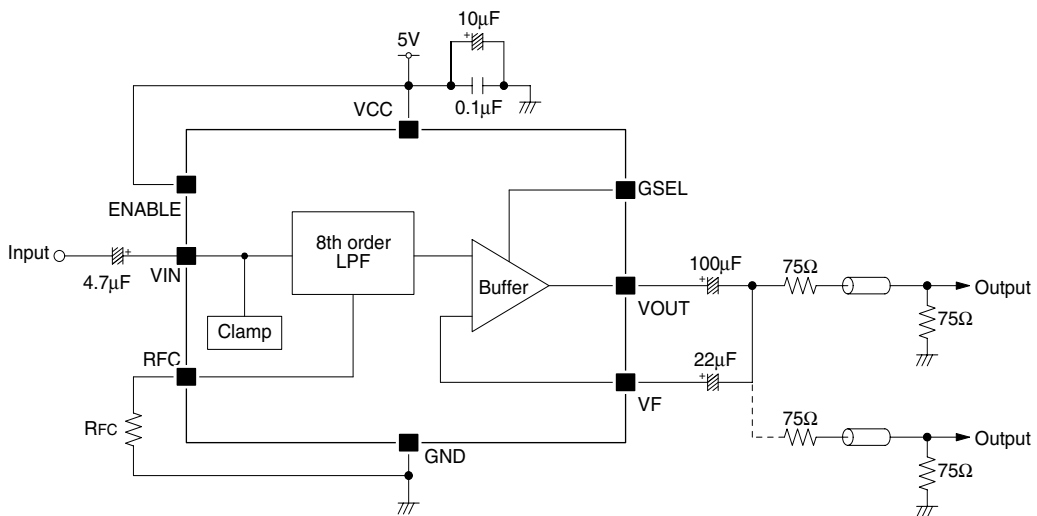 10μF
5V
0.1μF
VCC
ENABLE
GSEL
8th order
LPF
Input
4.7μF
VIN
Buffer
100μF
75Ω
Output
VOUT
75Ω
Clamp
RFC
22μF
VF
RFC
75Ω
Output
GND
75Ω